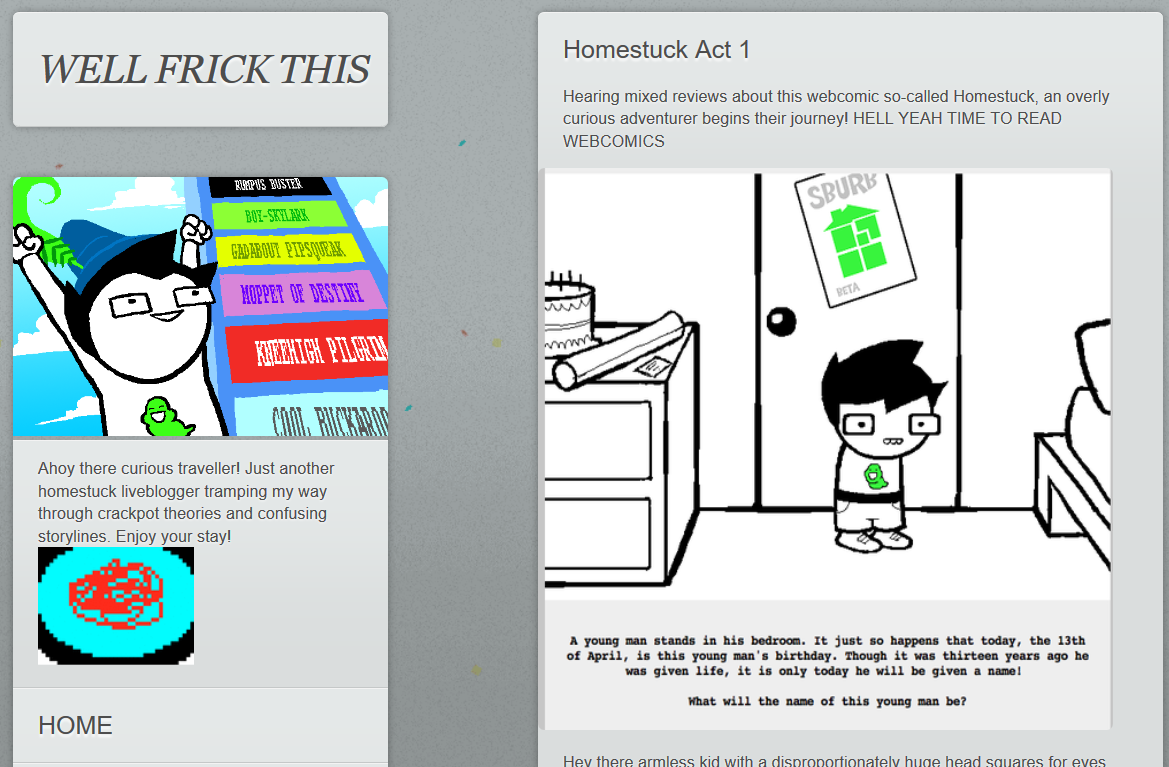 WELL FRICK THIS
RUMPUS BUSTER
BOY-SKYLARK
GADABOUT PIPSQUEAK
MOPPET OF DESTINY
KNEEHIGH PILGRIM
COOL BUCKAROO
Ahoy there curious traveller! Just another
homestuck liveblogger tramping my way
through crackpot theories and confusing
storylines. Enjoy your stay!
HOME
Homestuck Act 1
Hearing mixed reviews about this webcomic so-called Homestuck, an overly
curious adventurer begins their journey! HELL YEAH TIME TO READ
WEBCOMICS
SBURB
BETA
A young man stands in his bedroom. It just so happens that today, the 13th
of April, is this young man's birthday. Though it was thirteen years ago he
was given life, it is only today he will be given a name!
What will the name of this young man be?
Hey there armless kid with a disproportionately huge head squares for eyes